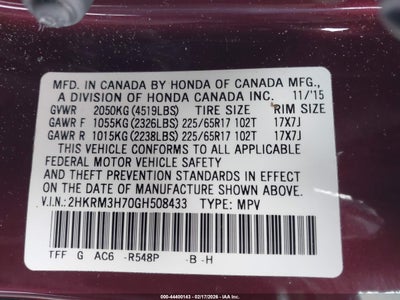 MFD. IN CANADA BY HONDA OF CANADA MFG.,
A DIVISION OF HONDA CANADA INC. 11/'15
GVWR 2050KG (4519LBS) TIRE SIZE RIM SIZE
GAWR F 1055KG (2326LBS) 225/65R17 102T 17X7J
GAWR R 1015KG (2238LBS) 225/65R17 102T 17X7J
THIS VEHICLE CONFORMS TO ALL APPLICABLE
FEDERAL MOTOR VEHICLE SAFETY
AND THEFT PREVENTION STANDARDS IN EFFECT ON
THE DATE OF MANUFACTURE SHOWN ABOVE.
V.I.N.:2HKRM3H70GH508433 TYPE: MPV
TFF G AC6 -R548P -B-H
000-44400143 - 02/17/2026 - IAAI